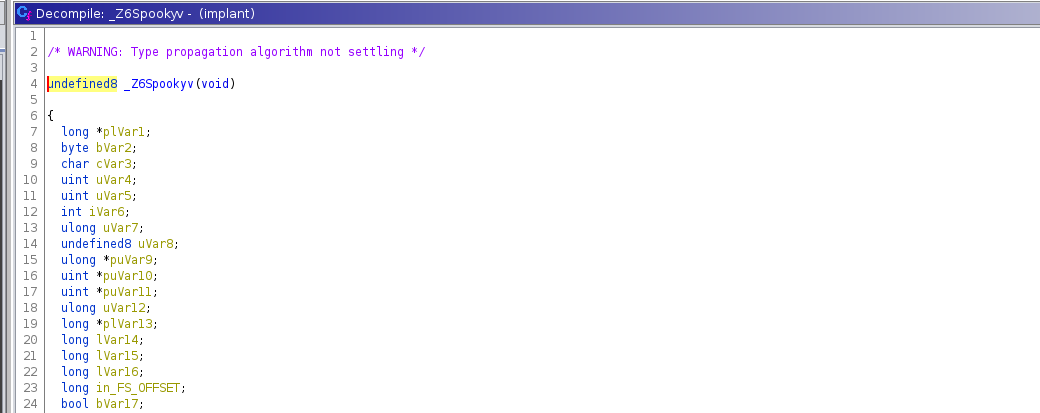 Decompile: _Z6Spookyv - (implant)
1
2 /* WARNING: Type propagation algorithm not settling */
3
4 undefined8 _Z6Spookyv(void)
5
6 {
7 long *plVar1;
8 byte bVar2;
9 char cVar3;
10 uint uVar4;
11 uint uVar5;
12 int iVar6;
13 ulong uVar7;
14 undefined8 uVar8;
15 ulong *puVar9;
16 uint *puVar10;
17 uint *puVar11;
18 ulong uVar12;
19 long *plVar13;
20 long lVar14;
21 long lVar15;
22 long lVar16;
23 long in_FS_OFFSET;
24 bool bVar17;